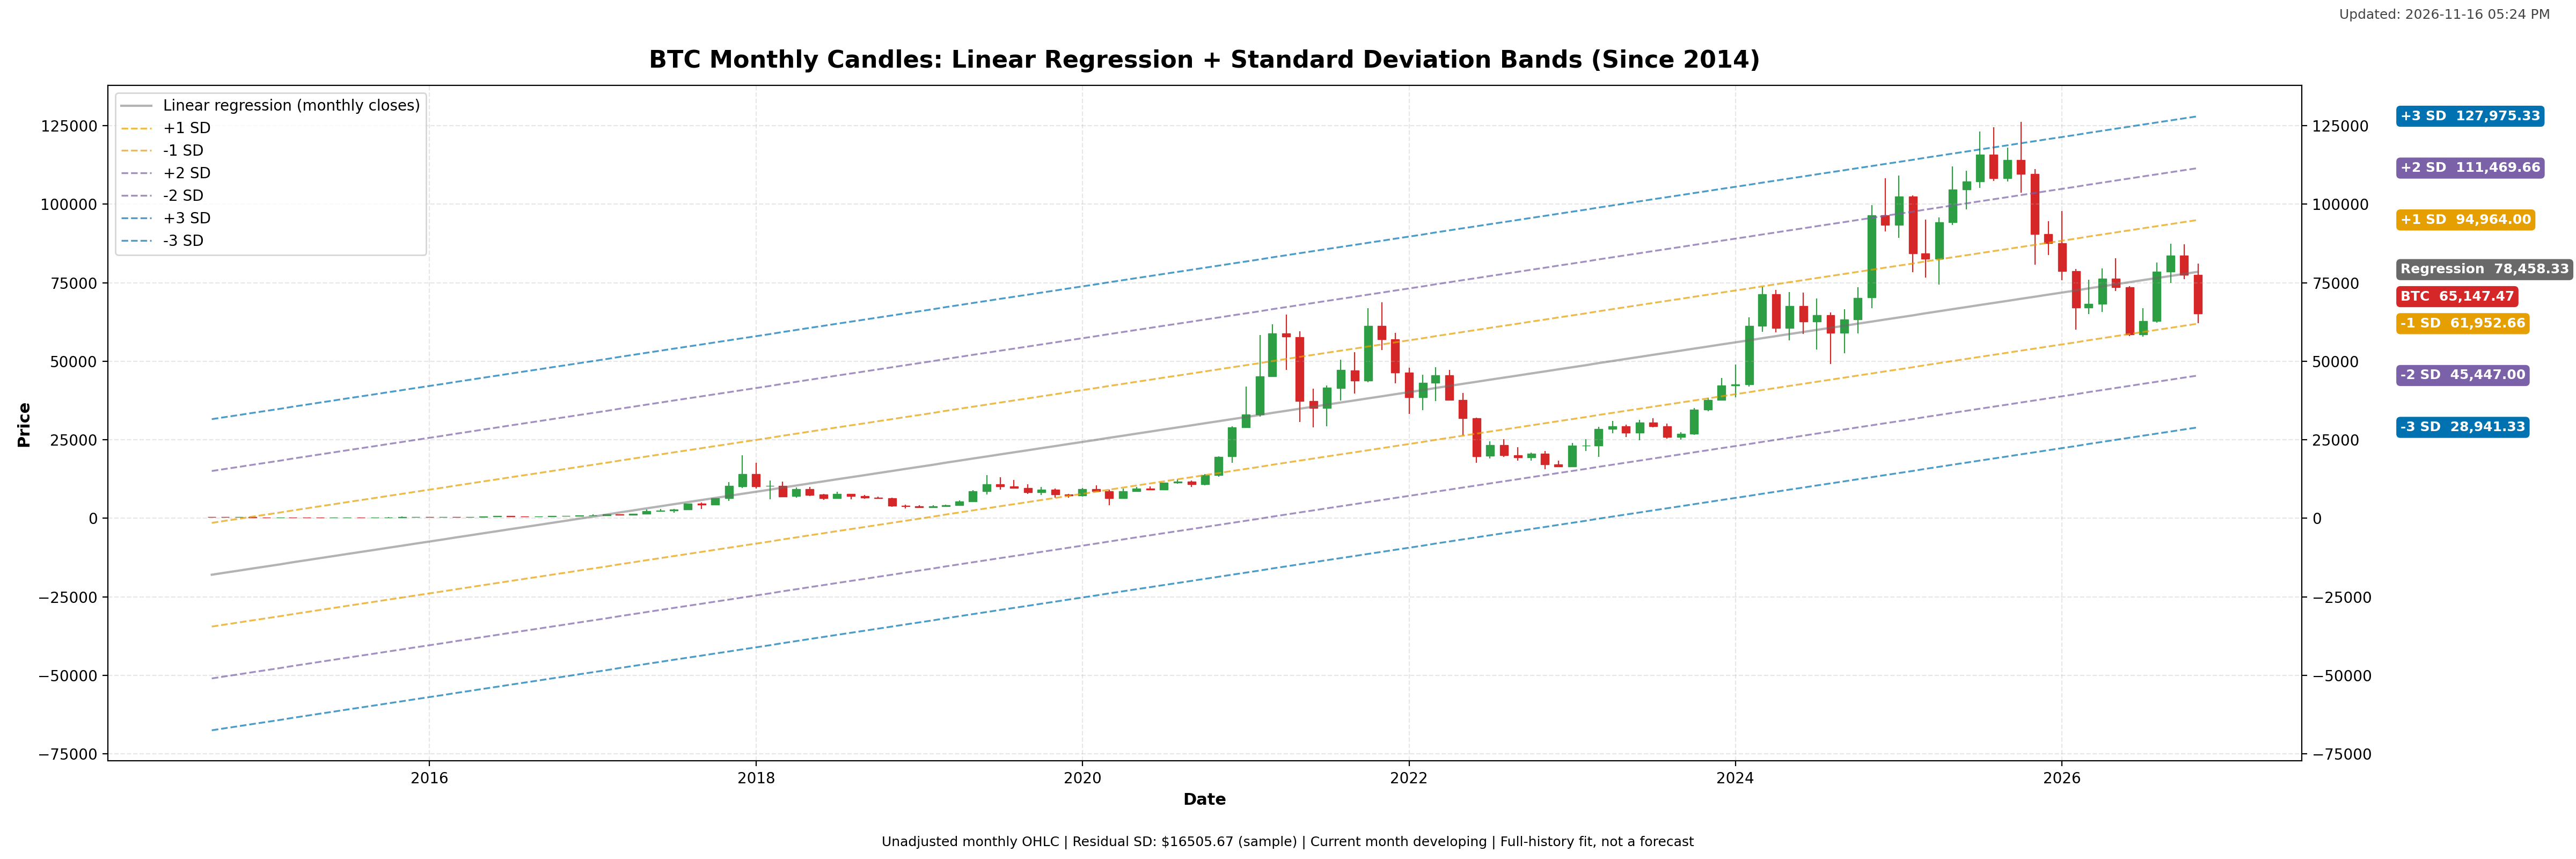 Updated: 2026-11-16 05:24 PM
BTC Monthly Candles: Linear Regression + Standard Deviation Bands (Since 2014)
Linear regression (monthly closes)
+1 SD
-1 SD
+2 SD
-2 SD
+3 SD
-3 SD
Price
125000
100000
75000
50000
25000
0
−25000
−50000
−75000
125000
100000
75000
50000
25000
0
−25000
−50000
−75000
+3 SD 127,975.33
+2 SD 111,469.66
+1 SD 94,964.00
Regression 78,458.33
BTC 65,147.47
-1 SD 61,952.66
-2 SD 45,447.00
-3 SD 28,941.33
2016 2018 2020 2022 2024 2026
Date
Unadjusted monthly OHLC | Residual SD: $16505.67 (sample) | Current month developing | Full-history fit, not a forecast